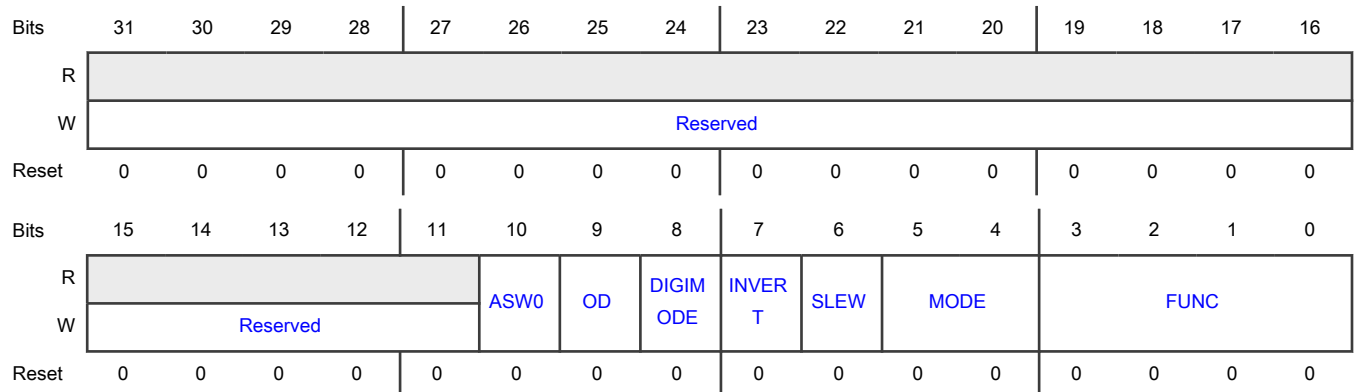 Bits 31 30 29 28 27 26 25 24 23 22 21 20 19 18 17 16
R
W Reserved
Reset 0 0 0 0 0 0 0 0 0 0 0 0 0 0 0 0
Bits 15 14 13 12 11 10 9 8 7 6 5 4 3 2 1 0
R ASW0 OD DIGIM INVER SLEW MODE FUNC
ODE T
W Reserved
Reset 0 0 0 0 0 0 0 0 0 0 0 0 0 0 0 0